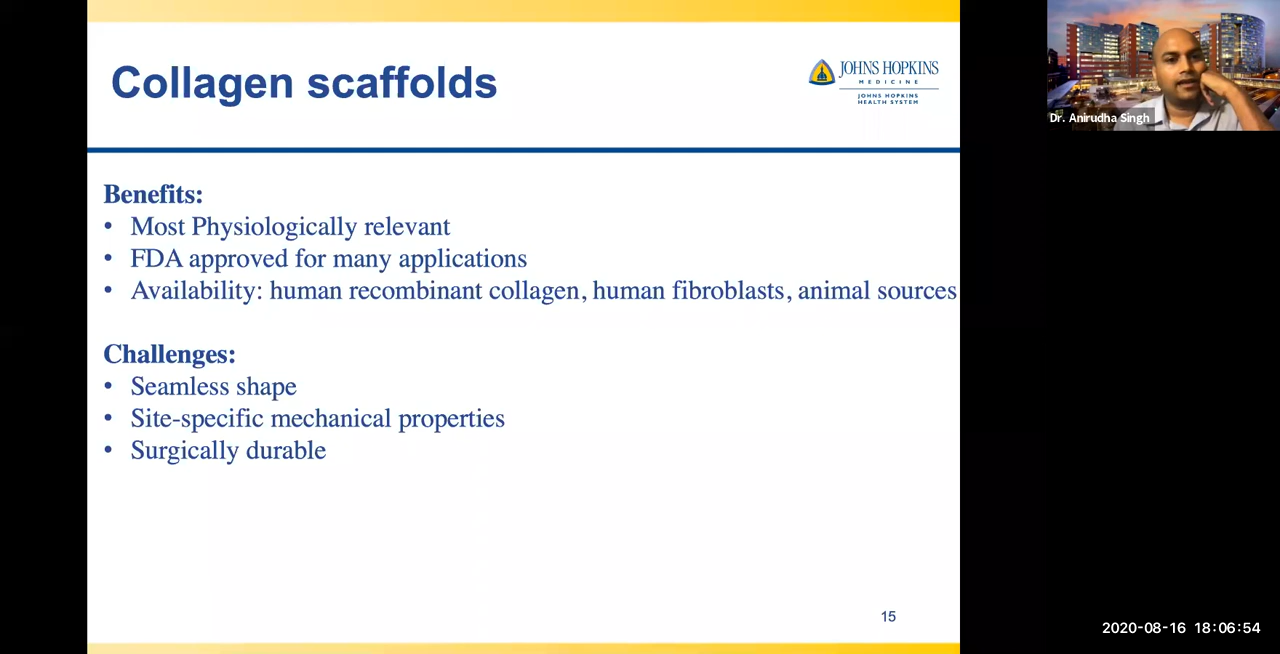 Collagen scaffolds
JOHNS HOPKINS
MEDICINE
JOHNS HOPKINS
HEALTH SYSTEM
Dr. Anirudha Singh
Benefits:
• Most Physiologically relevant
• FDA approved for many applications
• Availability: human recombinant collagen, human fibroblasts, animal sources
Challenges:
• Seamless shape
• Site-specific mechanical properties
• Surgically durable
15
2020-08-16 18:06:54